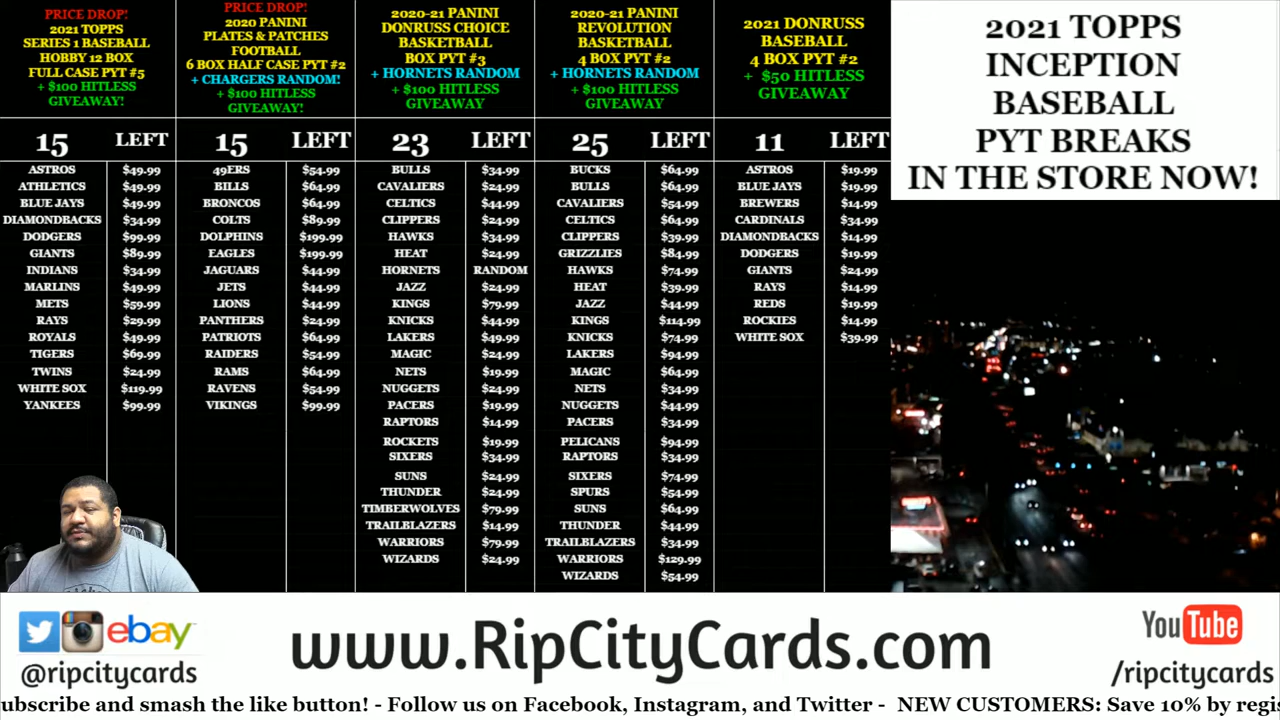 PRICE DROP!
2021 TOPPS
SERIES 1 BASEBALL
HOBBY 12 BOX
FULL CASE PYT #5
+ $100 HITLESS
GIVEAWAY!
15 LEFT
ASTROS $49.99
ATHLETICS $49.99
BLUE JAYS $49.99
DIAMONDBACKS $34.99
DODGERS $99.99
GIANTS $89.99
INDIANS $34.99
MARLINS $49.99
METS $59.99
RAYS $29.99
ROYALS $49.99
TIGERS $69.99
TWINS $24.99
WHITE SOX $119.99
YANKEES $99.99
PRICE DROP!
2020 PANINI
PLATES & PATCHES
FOOTBALL
6 BOX HALF CASE PYT #2
+ CHARGERS RANDOM!
+ $100 HITLESS
GIVEAWAY!
15 LEFT
49ERS $54.99
BILLS $64.99
BRONCOS $64.99
COLTS $89.99
DOLPHINS $199.99
EAGLES $199.99
JAGUARS $44.99
JETS $44.99
LIONS $44.99
PANTHERS $24.99
PATRIOTS $64.99
RAIDERS $54.99
RAMS $64.99
RAVENS $54.99
VIKINGS $99.99
2020-21 PANINI
DONRUSS CHOICE
BASKETBALL
BOX PYT #3
+ HORNETS RANDOM
+ $100 HITLESS
GIVEAWAY
23 LEFT
BULLS $34.99
CAVALIERS $24.99
CELTICS $44.99
CLIPPERS $24.99
HAWKS $34.99
HEAT $24.99
HORNETS RANDOM
JAZZ $24.99
KINGS $79.99
KNICKS $44.99
LAKERS $49.99
MAGIC $24.99
NETS $19.99
NUGGETS $24.99
PACERS $19.99
RAPTORS $14.99
ROCKETS $19.99
SIXERS $34.99
SUNS $24.99
THUNDER $24.99
TIMBERWOLVES $79.99
TRAILBLAZERS $14.99
WARRIORS $79.99
WIZARDS $24.99
2020-21 PANINI
REVOLUTION
BASKETBALL
4 BOX PYT #2
+ HORNETS RANDOM
+ $100 HITLESS
GIVEAWAY
25 LEFT
BUCKS $64.99
BULLS $64.99
CAVALIERS $54.99
CELTICS $64.99
CLIPPERS $39.99
GRIZZLIES $84.99
HAWKS $74.99
HEAT $39.99
JAZZ $44.99
KINGS $114.99
KNICKS $74.99
LAKERS $94.99
MAGIC $64.99
NETS $34.99
NUGGETS $44.99
PACERS $34.99
PELICANS $94.99
RAPTORS $34.99
SIXERS $74.99
SPURS $54.99
SUNS $64.99
THUNDER $44.99
TRAILBLAZERS $34.99
WARRIORS $129.99
WIZARDS $54.99
2021 DONRUSS
BASEBALL
4 BOX PYT #2
+ $50 HITLESS
GIVEAWAY
11 LEFT
ASTROS $19.99
BLUE JAYS $19.99
BREWERS $14.99
CARDINALS $34.99
DIAMONDBACKS $14.99
DODGERS $19.99
GIANTS $24.99
RAYS $14.99
REDS $19.99
ROCKIES $14.99
WHITE SOX $39.99
2021 TOPPS
INCEPTION
BASEBALL
PYT BREAKS
IN THE STORE NOW!
ebay
@ripcitycards
www.RipCityCards.com
YouTube
/ripcitycards
ubscribe and smash the like button! - Follow us on Facebook, Instagram, and Twitter - NEW CUSTOMERS: Save 10% by regis